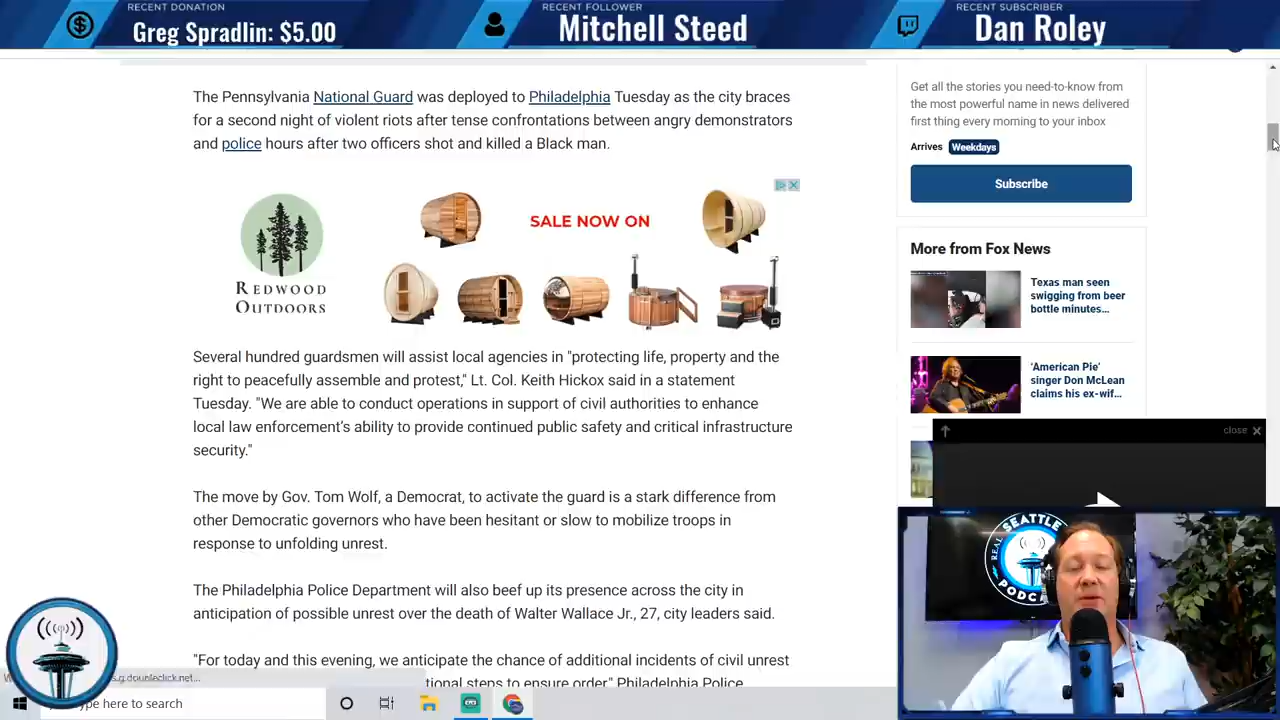 RECENT DONATION
Greg Spradlin: $5.00
RECENT FOLLOWER
Mitchell Steed
RECENT SUBSCRIBER
Dan Roley
The Pennsylvania National Guard was deployed to Philadelphia Tuesday as the city braces
for a second night of violent riots after tense confrontations between angry demonstrators
and police hours after two officers shot and killed a Black man.
SALE NOW ON
REDWOOD
OUTDOORS
Several hundred guardsmen will assist local agencies in "protecting life, property and the
right to peacefully assemble and protest," Lt. Col. Keith Hickox said in a statement
Tuesday. "We are able to conduct operations in support of civil authorities to enhance
local law enforcement's ability to provide continued public safety and critical infrastructure
security."
The move by Gov. Tom Wolf, a Democrat, to activate the guard is a stark difference from
other Democratic governors who have been hesitant or slow to mobilize troops in
response to unfolding unrest.
The Philadelphia Police Department will also beef up its presence across the city in
anticipation of possible unrest over the death of Walter Wallace Jr., 27, city leaders said.
"For today and this evening, we anticipate the chance of additional incidents of civil unrest
tional steps to ensure order," Philadelphia Police
Get all the stories you need-to-know from
the most powerful name in news delivered
first thing every morning to your inbox
Arrives Weekdays
Subscribe
More from Fox News
Texas man seen
swigging from beer
bottle minutes...
'American Pie'
singer Don McLean
claims his ex-wif...
close
REAL SEATTLE
PODC
s.g.doubleclick.net...
pe here to search